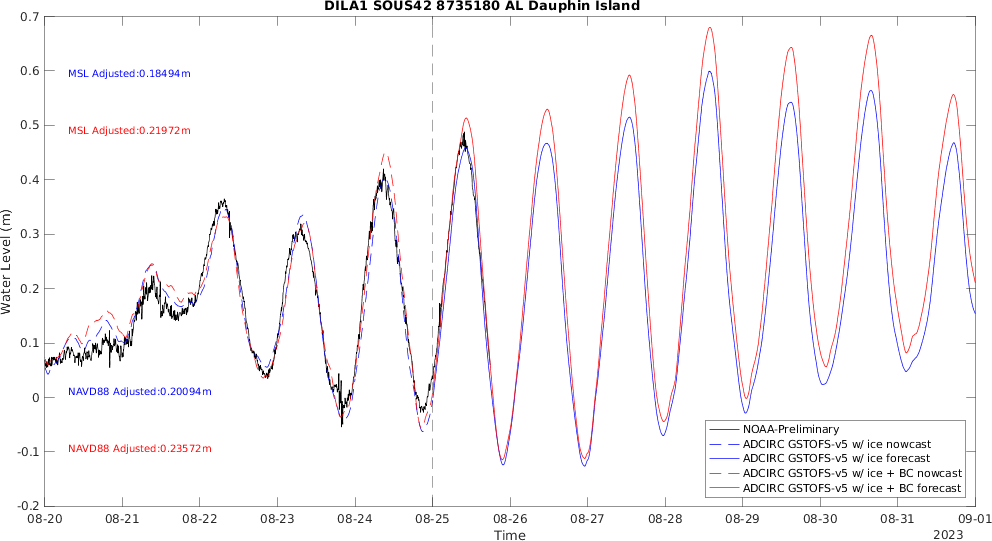 DILA1 SOUS42 8735180 AL Dauphin Island
0.7
0.6
0.5
0.4
0.3
0.2
0.1
0
-0.1
-0.2
Water Level (m)
MSL Adjusted:0.18494m
MSL Adjusted:0.21972m
NAVD88 Adjusted:0.20094m
NAVD88 Adjusted:0.23572m
NOAA-Preliminary
ADCIRC GSTOFS-v5 w/ ice nowcast
ADCIRC GSTOFS-v5 w/ ice forecast
ADCIRC GSTOFS-v5 w/ ice + BC nowcast
ADCIRC GSTOFS-v5 w/ ice + BC forecast
08-20 08-21 08-22 08-23 08-24 08-25 08-26 08-27 08-28 08-29 08-30 08-31 09-01
Time
2023